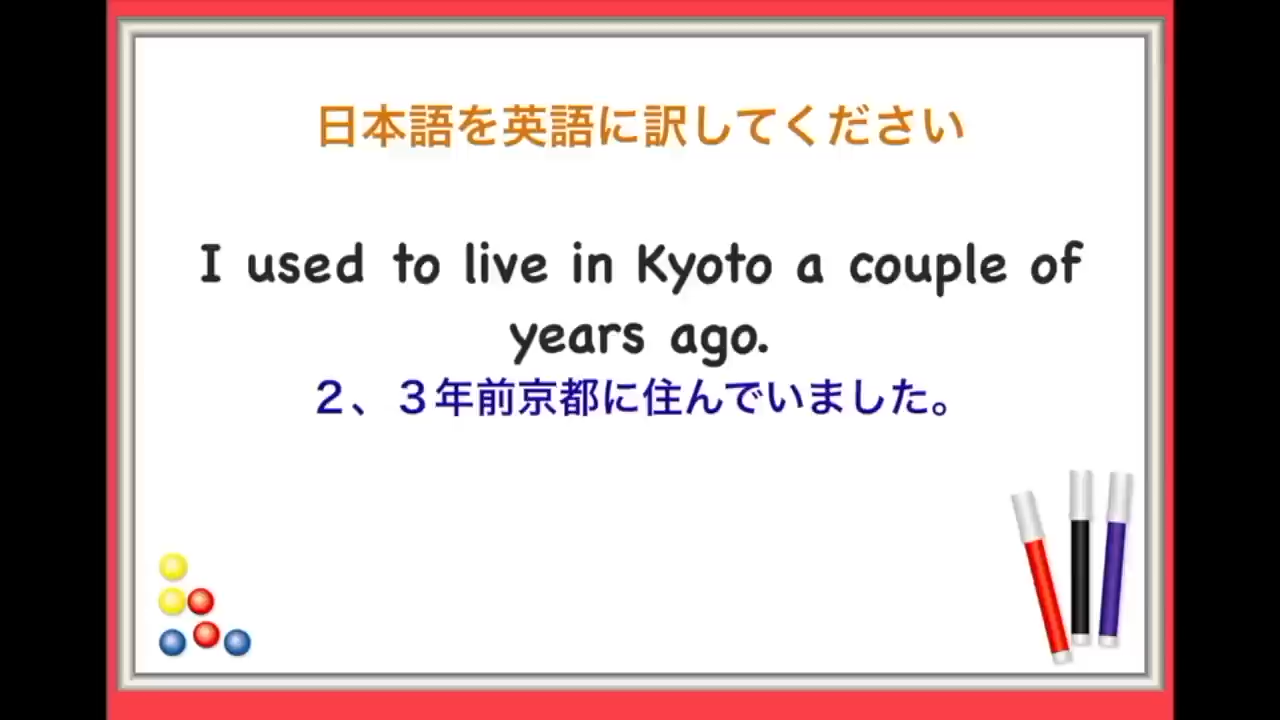 日本語を英語に訳してください
I used to live in Kyoto a couple of
years ago.
２、３年前京都に住んでいました。